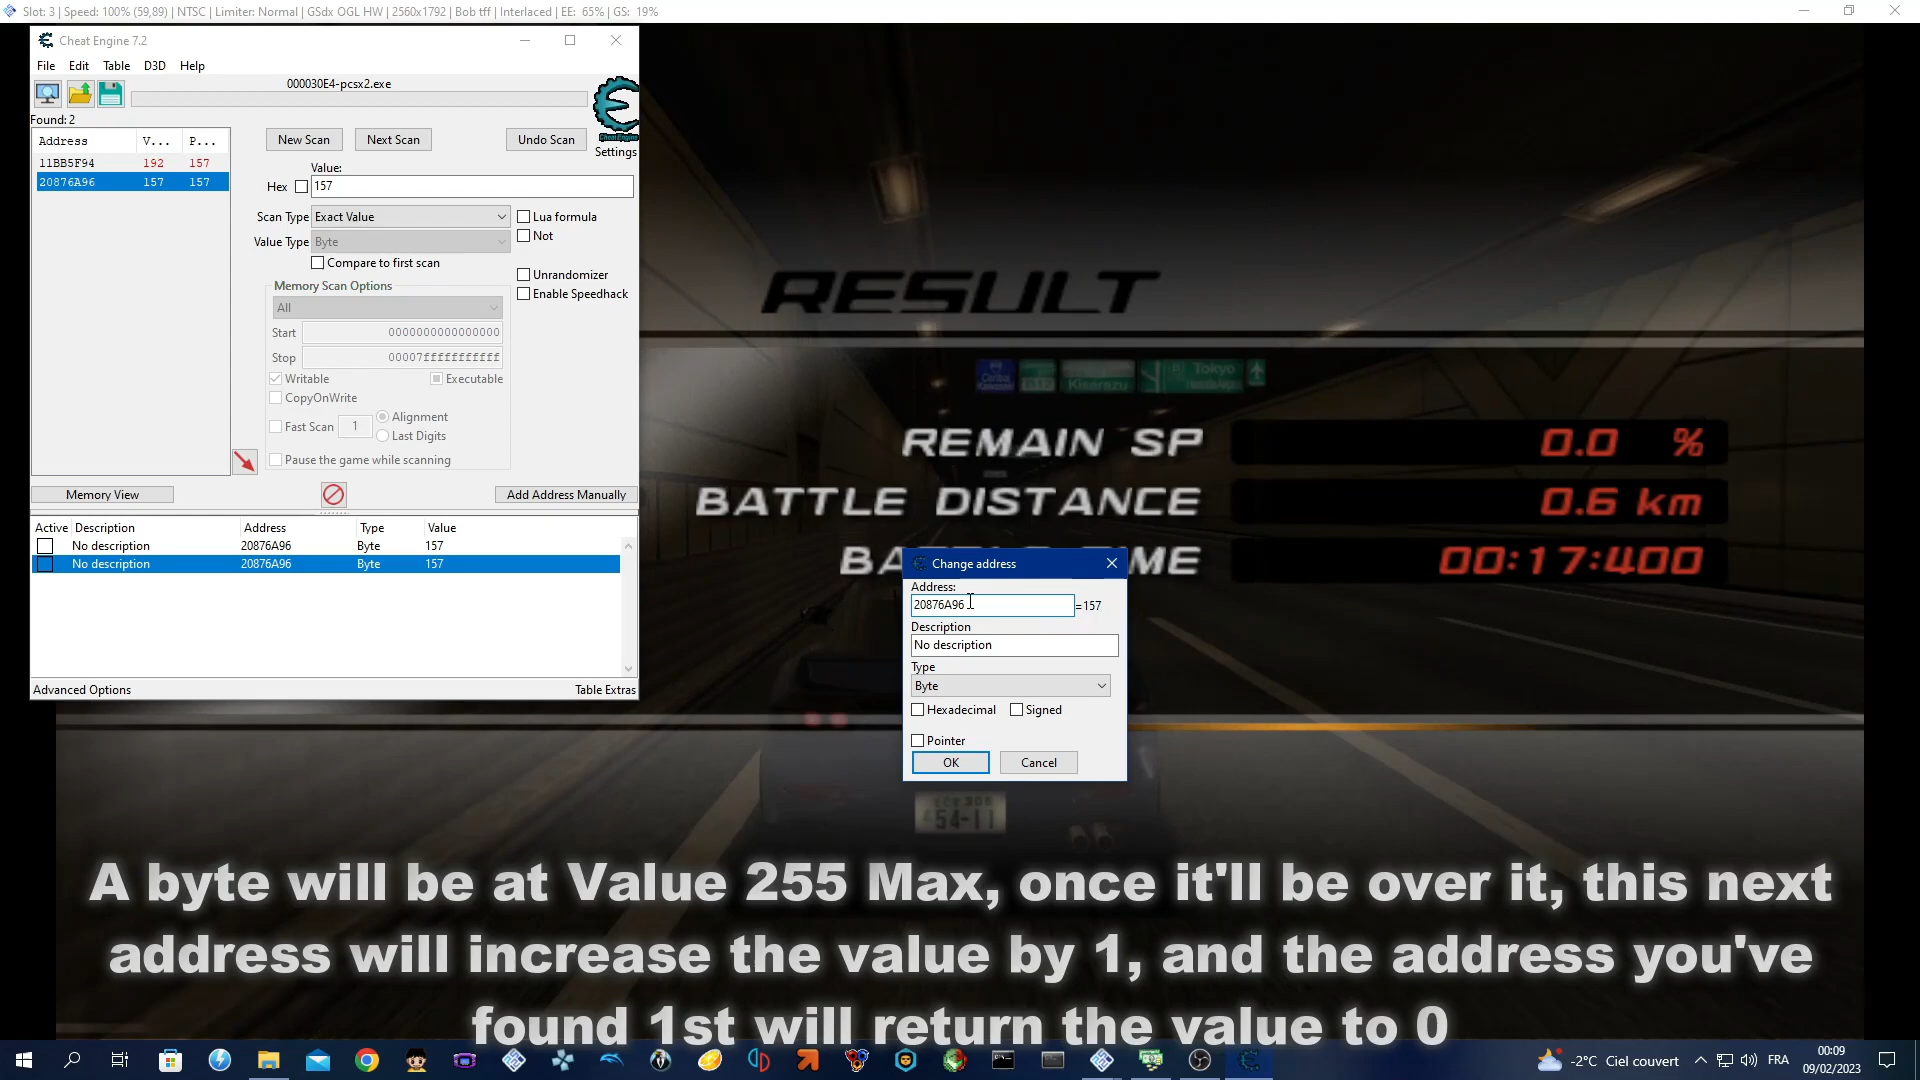 Slot: 3 | Speed: 100% (59,89) | NTSC | Limiter: Normal | GSdx OGL HW | 2560x1792 | Bob tff | Interlaced | EE: 65% | GS: 19%
Cheat Engine 7.2
File Edit Table D3D Help
000030E4-pcsx2.exe
Cheat Engine
Settings
Found: 2
Address V... P...
11BB5F94 192 157
20876A96 157 157
New Scan Next Scan Undo Scan
Value:
Hex 157
Scan Type Exact Value
Lua formula
Value Type Byte
Not
Compare to first scan
Unrandomizer
Enable Speedhack
Memory Scan Options
All
Start 0000000000000000
Stop 00007fffffffffff
Writable Executable
CopyOnWrite
Fast Scan 1 Alignment
Last Digits
Pause the game while scanning
Memory View Add Address Manually
Active Description Address Type Value
No description 20876A96 Byte 157
No description 20876A96 Byte 157
Advanced Options Table Extras
RESULT
Kisarazu
Tokyo
REMAIN SP 0.0 %
BATTLE DISTANCE 0.6 km
BA ME 00:17:400
Change address
Address:
20876A96 =157
Description
No description
Type
Byte
Hexadecimal Signed
Pointer
OK Cancel
54-11
A byte will be at Value 255 Max, once it'll be over it, this next
address will increase the value by 1, and the address you've
found 1st will return the value to 0
-2°C Ciel couvert
FRA
00:09
09/02/2023